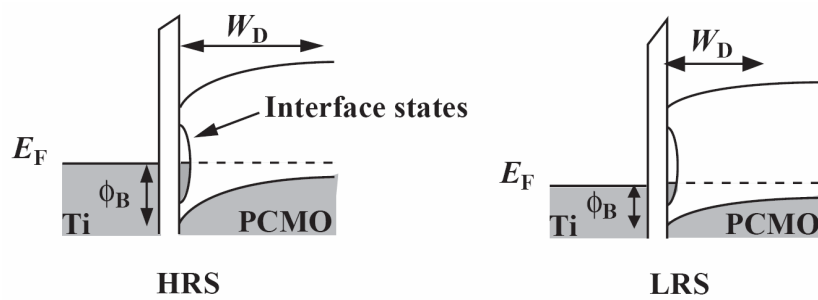 W_D
Interface states
E_F
ϕ_B
Ti
PCMO
HRS
W_D
E_F
ϕ_B
Ti
PCMO
LRS